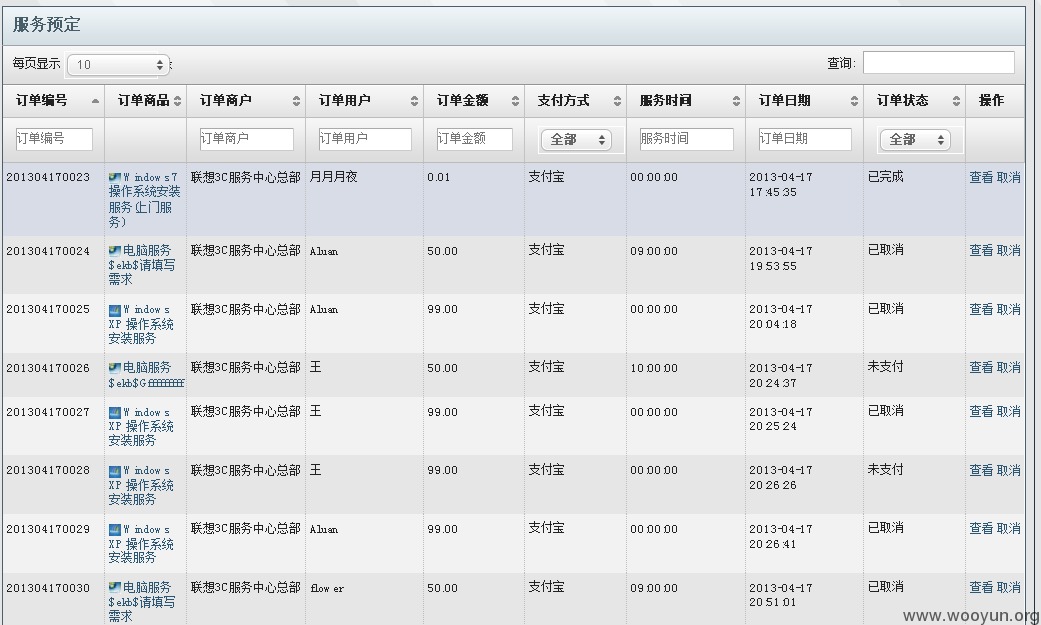 服务预定
每页显示 10 查询:
订单编号 订单商品 订单商户 订单用户 订单金额 支付方式 服务时间 订单日期 订单状态 操作
订单编号 订单商户 订单用户 订单金额 全部 服务时间 订单日期 全部
201304170023 Windows7 联想3C服务中心总部 月月月夜 0.01 支付宝 00:00:00 2013-04-17 已完成 查看 取消
操作系统安装 17:45:35
服务(上门服
务)
201304170024 电脑服务 联想3C服务中心总部 Aluan 50.00 支付宝 09:00:00 2013-04-17 已取消 查看 取消
$ekb$请填写 19:53:55
需求
201304170025 Windows 联想3C服务中心总部 Aluan 99.00 支付宝 00:00:00 2013-04-17 已取消 查看 取消
XP 操作系统 20:04:18
安装服务
201304170026 电脑服务 联想3C服务中心总部 王 50.00 支付宝 10:00:00 2013-04-17 未支付 查看 取消
20:24:37
201304170027 Windows 联想3C服务中心总部 王 99.00 支付宝 00:00:00 2013-04-17 已取消 查看 取消
XP 操作系统 20:25:24
安装服务
201304170028 Windows 联想3C服务中心总部 王 99.00 支付宝 00:00:00 2013-04-17 未支付 查看 取消
XP 操作系统 20:26:26
安装服务
201304170029 Windows 联想3C服务中心总部 Aluan 99.00 支付宝 00:00:00 2013-04-17 已取消 查看 取消
XP 操作系统 20:26:41
安装服务
201304170030 电脑服务 联想3C服务中心总部 flower 50.00 支付宝 09:00:00 2013-04-17 已取消 查看 取消
$ekb$请填写 20:51:01
需求
www.wooyun.org